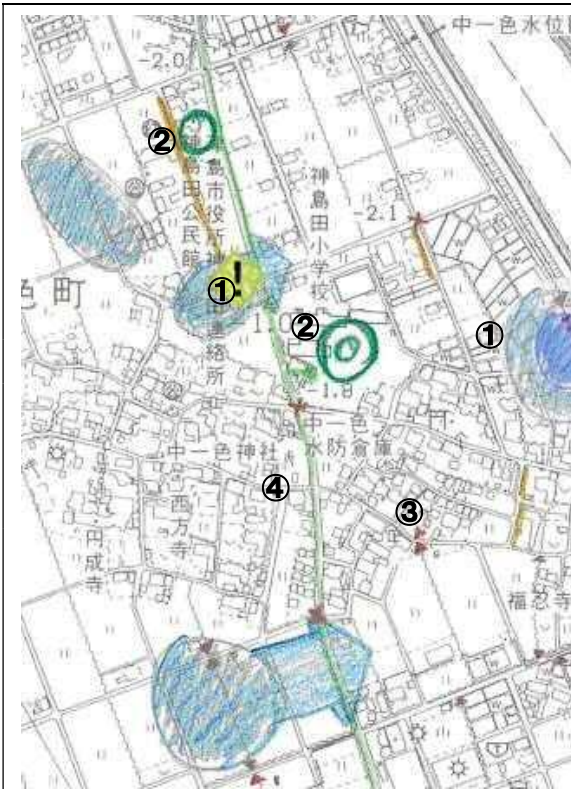 中一色水位
-2.0
②
神島田公民館
島市役所神
連絡所
神島田小学校
-2.1
①
!
色町
②
①
-1.8
中一色神社
中一色
水防倉庫
④
③
西方寺
円成寺
福忍寺